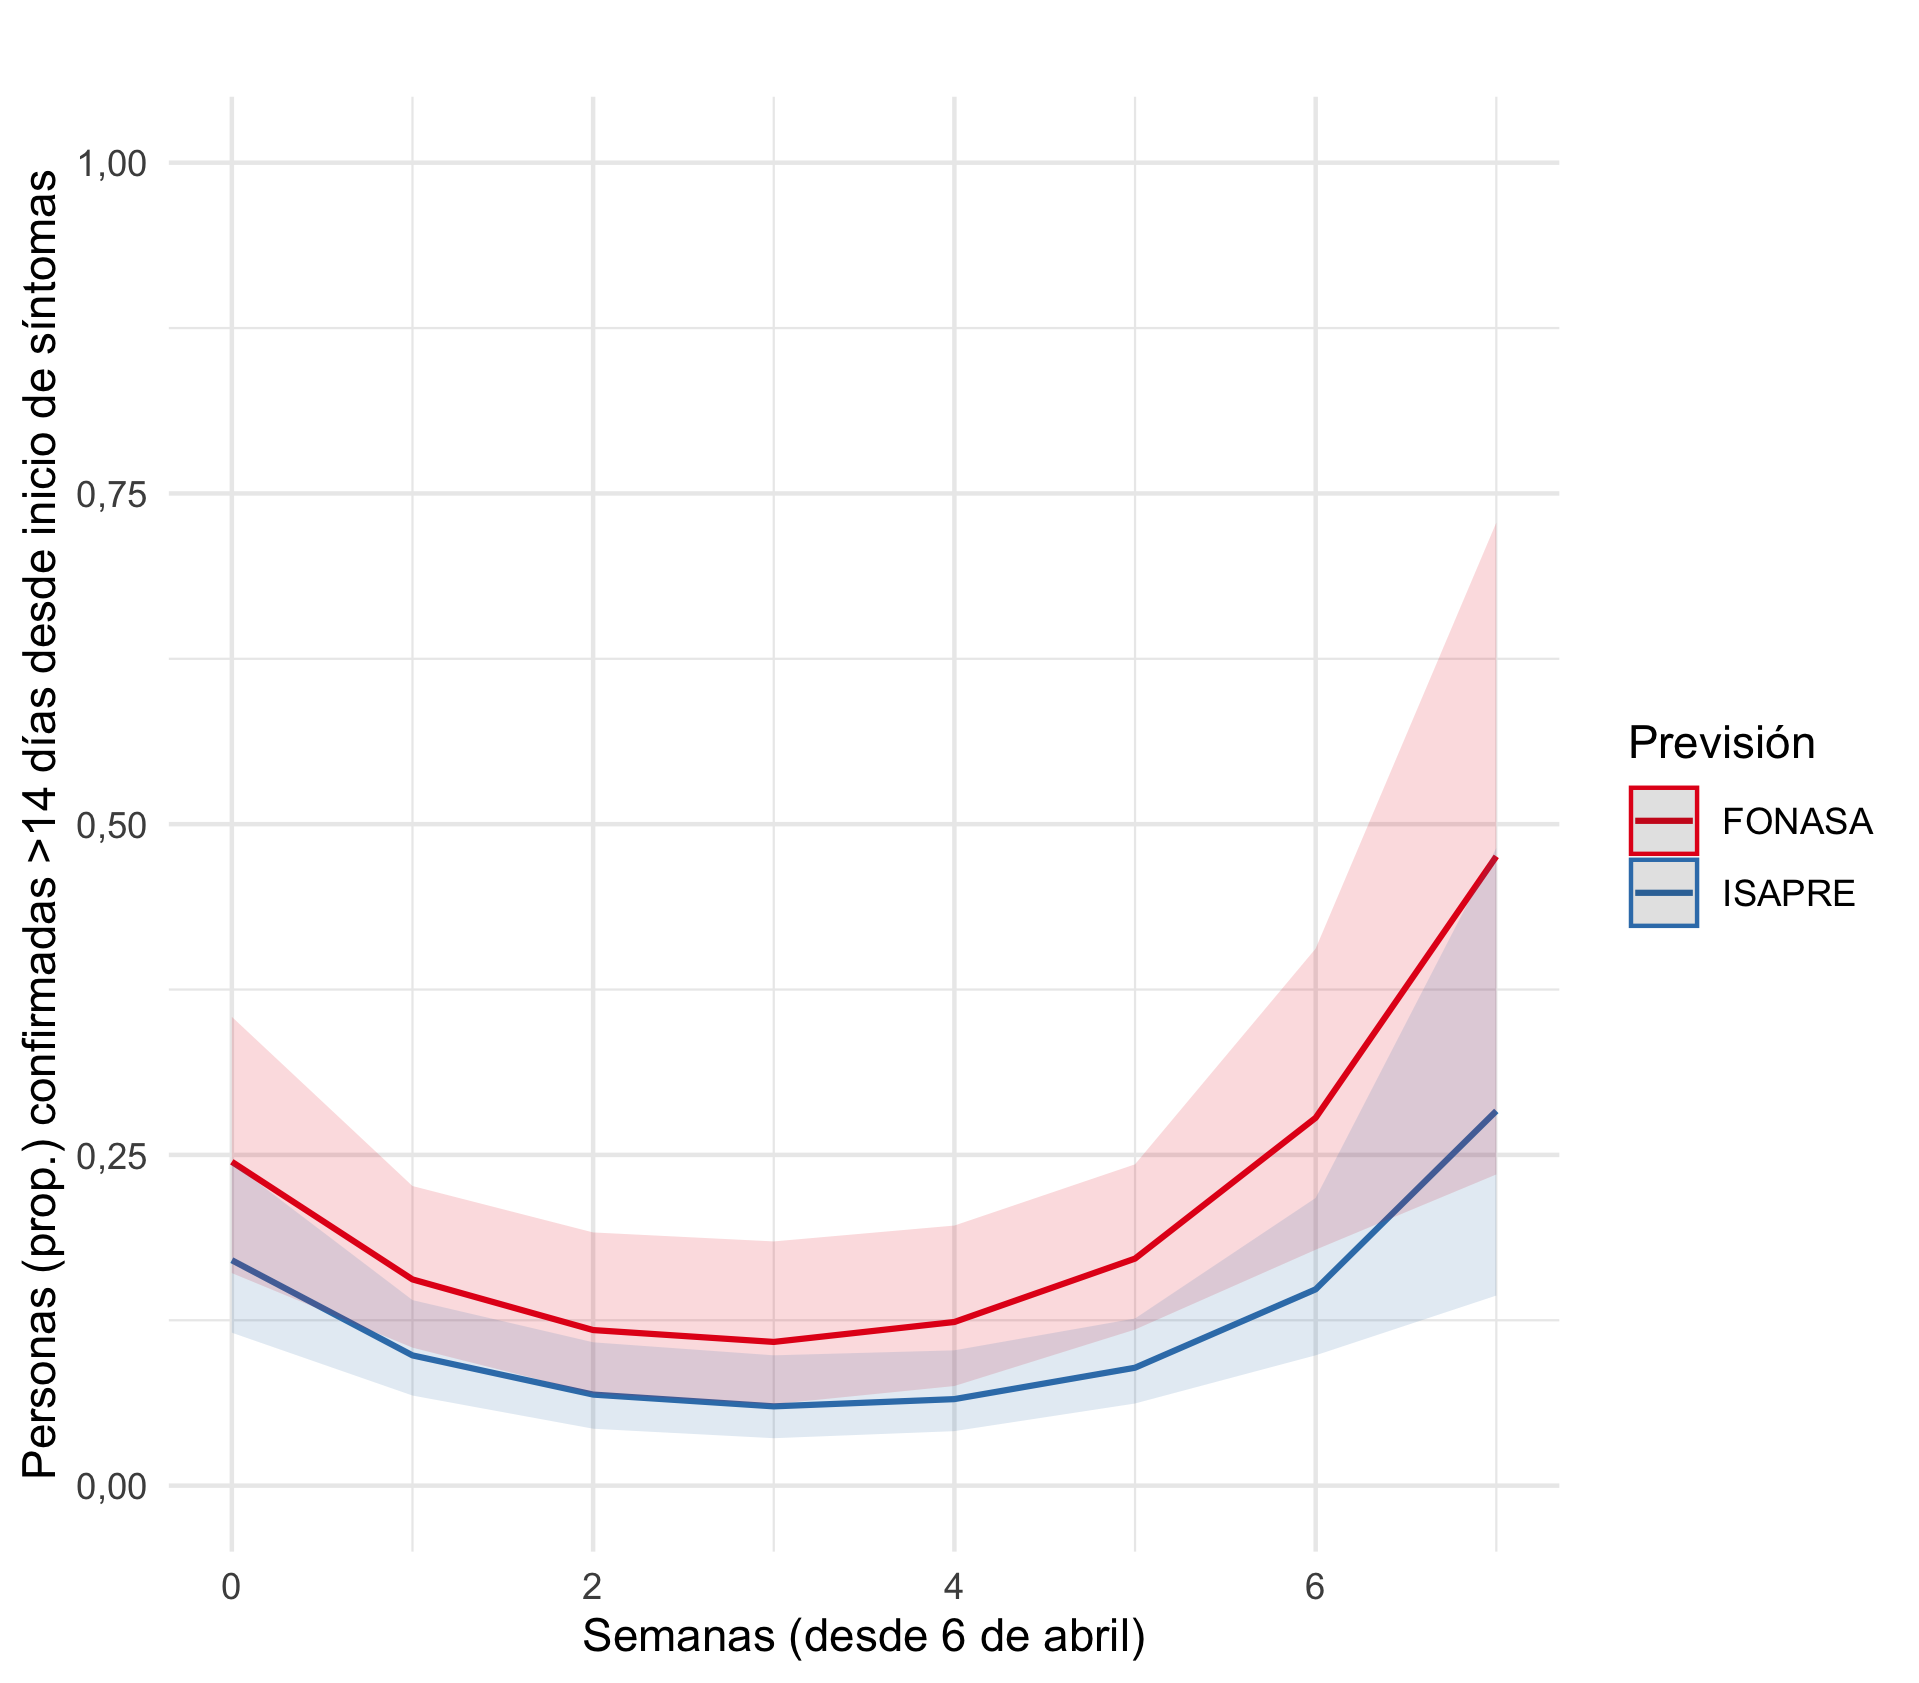 Personas (prop.) confirmadas >14 días desde inicio de síntomas
1,00
0,75
0,50
0,25
0,00
0
2
4
6
Semanas (desde 6 de abril)
Previsión
FONASA
ISAPRE